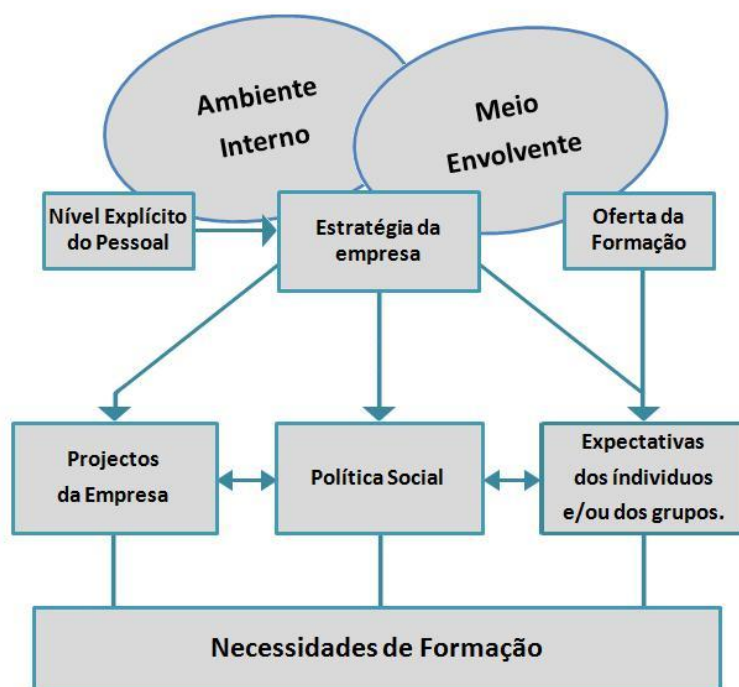 Ambiente
Interno
Meio
Envolvente
Nível Explícito
do Pessoal
Estratégia da
empresa
Oferta da
Formação
Projectos
da Empresa
Política Social
Expectativas
dos índividuos
e/ou dos grupos.
Necessidades de Formação